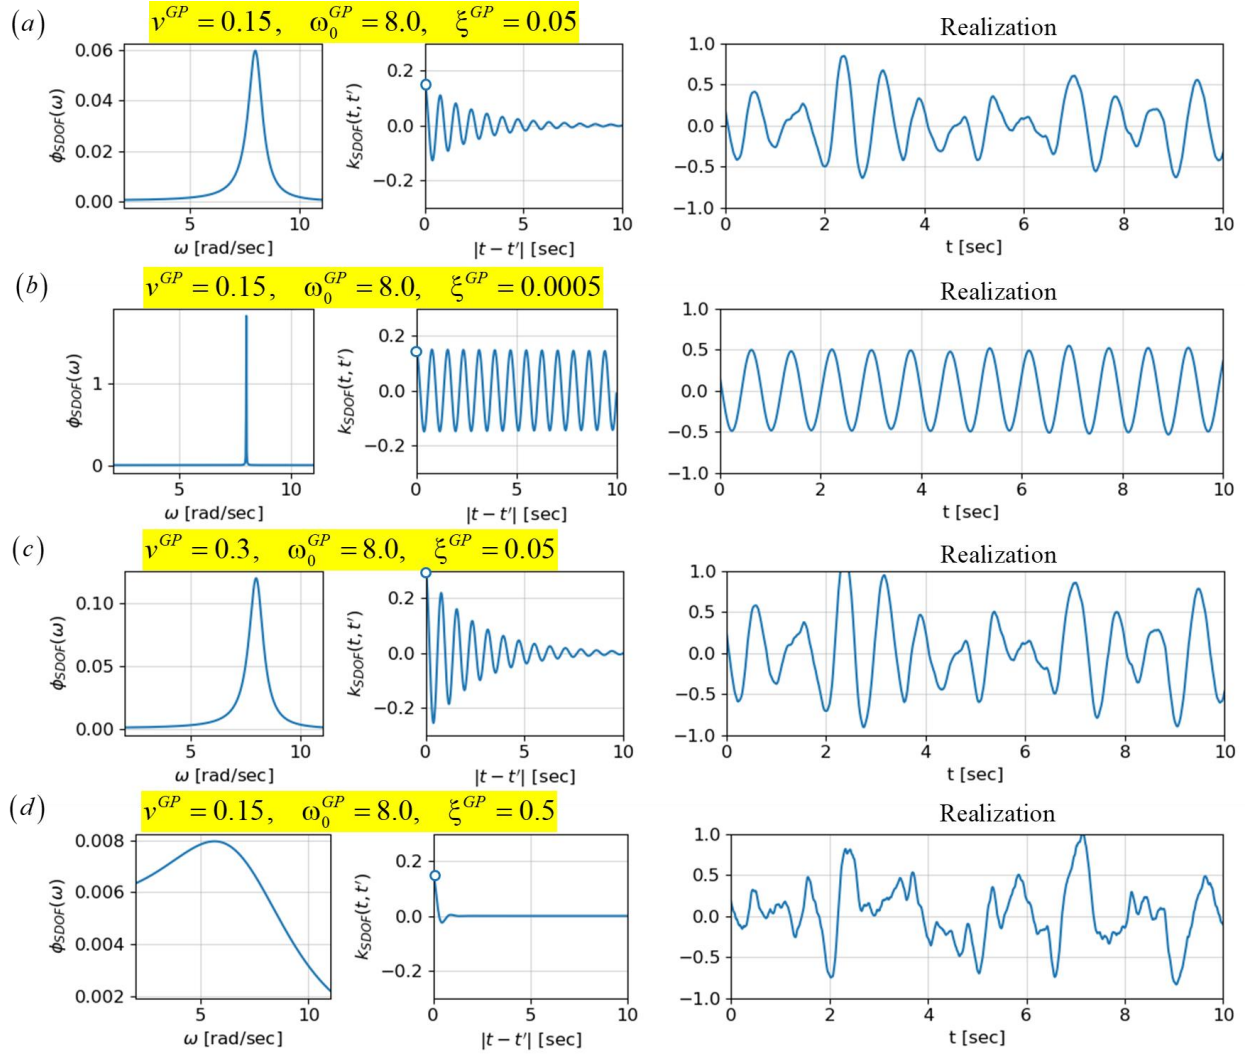 (a) v^GP = 0.15, ω_0^GP = 8.0, ξ^GP = 0.05
Realization
ϕ_SDOF(ω)
0.06
0.04
0.02
0.00
5 10
ω [rad/sec]
k_SDOF(t, t′)
0.2
0.0
−0.2
0 5 10
|t − t′| [sec]
1.0
0.5
0.0
−0.5
−1.0
0 2 4 6 8 10
t [sec]
(b) v^GP = 0.15, ω_0^GP = 8.0, ξ^GP = 0.0005
Realization
ϕ_SDOF(ω)
1
0
5 10
ω [rad/sec]
k_SDOF(t, t′)
0.2
0.0
−0.2
0 5 10
|t − t′| [sec]
1.0
0.5
0.0
−0.5
−1.0
0 2 4 6 8 10
t [sec]
(c) v^GP = 0.3, ω_0^GP = 8.0, ξ^GP = 0.05
Realization
ϕ_SDOF(ω)
0.10
0.05
0.00
5 10
ω [rad/sec]
k_SDOF(t, t′)
0.2
0.0
−0.2
0 5 10
|t − t′| [sec]
1.0
0.5
0.0
−0.5
−1.0
0 2 4 6 8 10
t [sec]
(d) v^GP = 0.15, ω_0^GP = 8.0, ξ^GP = 0.5
Realization
ϕ_SDOF(ω)
0.008
0.006
0.004
0.002
5 10
ω [rad/sec]
k_SDOF(t, t′)
0.2
0.0
−0.2
0 5 10
|t − t′| [sec]
1.0
0.5
0.0
−0.5
−1.0
0 2 4 6 8 10
t [sec]